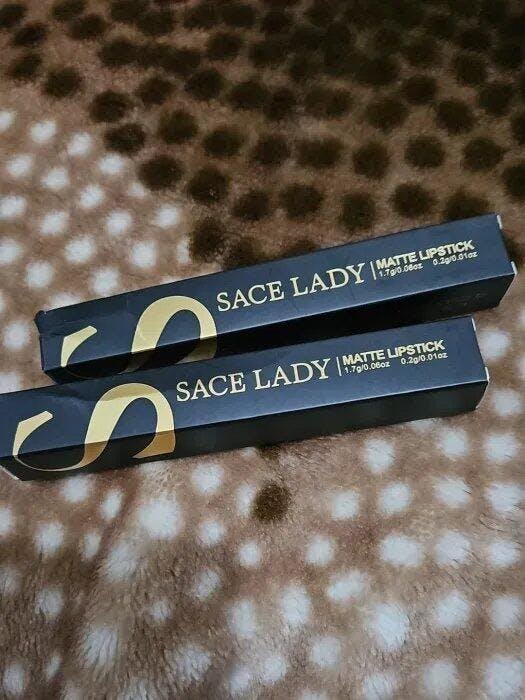 SACE LADY
MATTE LIPSTICK
1.7g/0.06oz 0.2g/0.01oz
SACE LADY
MATTE LIPSTICK
1.7g/0.06oz 0.2g/0.01oz